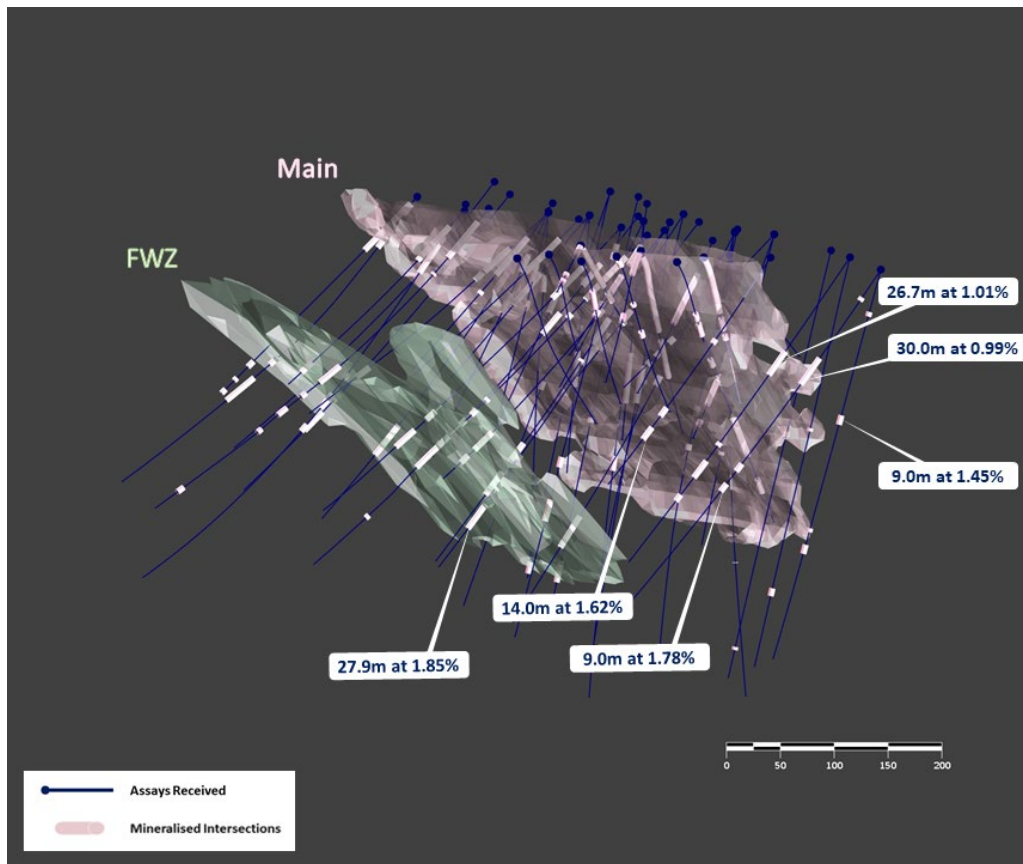 Main
FWZ
26.7m at 1.01%
30.0m at 0.99%
9.0m at 1.45%
14.0m at 1.62%
27.9m at 1.85%
9.0m at 1.78%
0 50 100 150 200
Assays Received
Mineralised Intersections